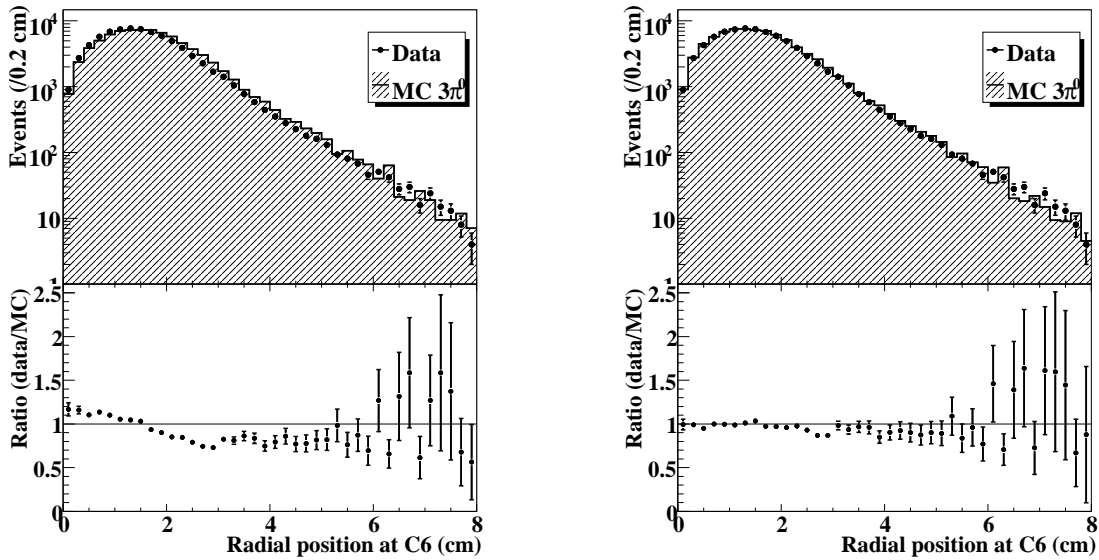 Events (/0.2 cm)
10⁴
10³
10²
10
1
Data
MC 3π⁰
Ratio (data/MC)
2.5
2
1.5
1
0.5
0
0 2 4 6 8
Radial position at C6 (cm)
Events (/0.2 cm)
10⁴
10³
10²
10
1
Data
MC 3π⁰
Ratio (data/MC)
2.5
2
1.5
1
0.5
0
0 2 4 6 8
Radial position at C6 (cm)